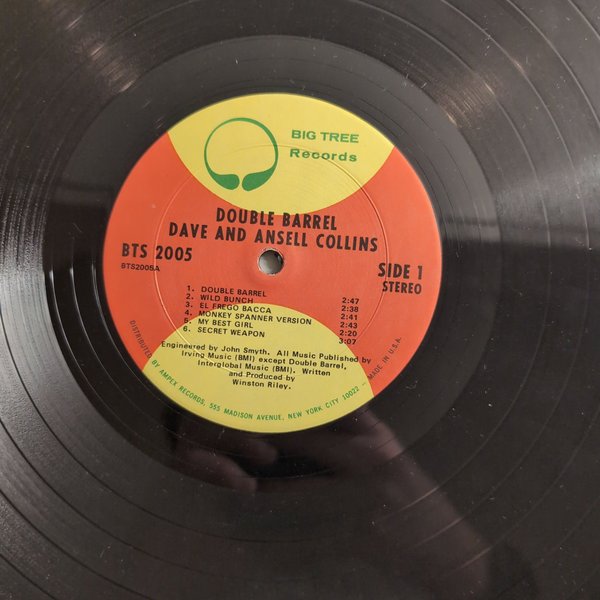 BIG TREE
Records
DOUBLE BARREL
DAVE AND ANSELL COLLINS
BTS 2005
BTS2005A
SIDE 1
STEREO
1. DOUBLE BARREL 2:47
2. WILD BUNCH 2:38
3. EL FREGO BACCA 2:41
4. MONKEY SPANNER VERSION 2:43
5. MY BEST GIRL 2:20
6. SECRET WEAPON 3:07
Engineered by John Smyth. All Music Published by
Irving Music (BMI) except Double Barrel,
Interglobal Music (BMI). Written
and Produced by
Winston Riley.
DISTRIBUTED BY AMPEX RECORDS, 555 MADISON AVENUE, NEW YORK CITY 10022 - MADE IN U.S.A.